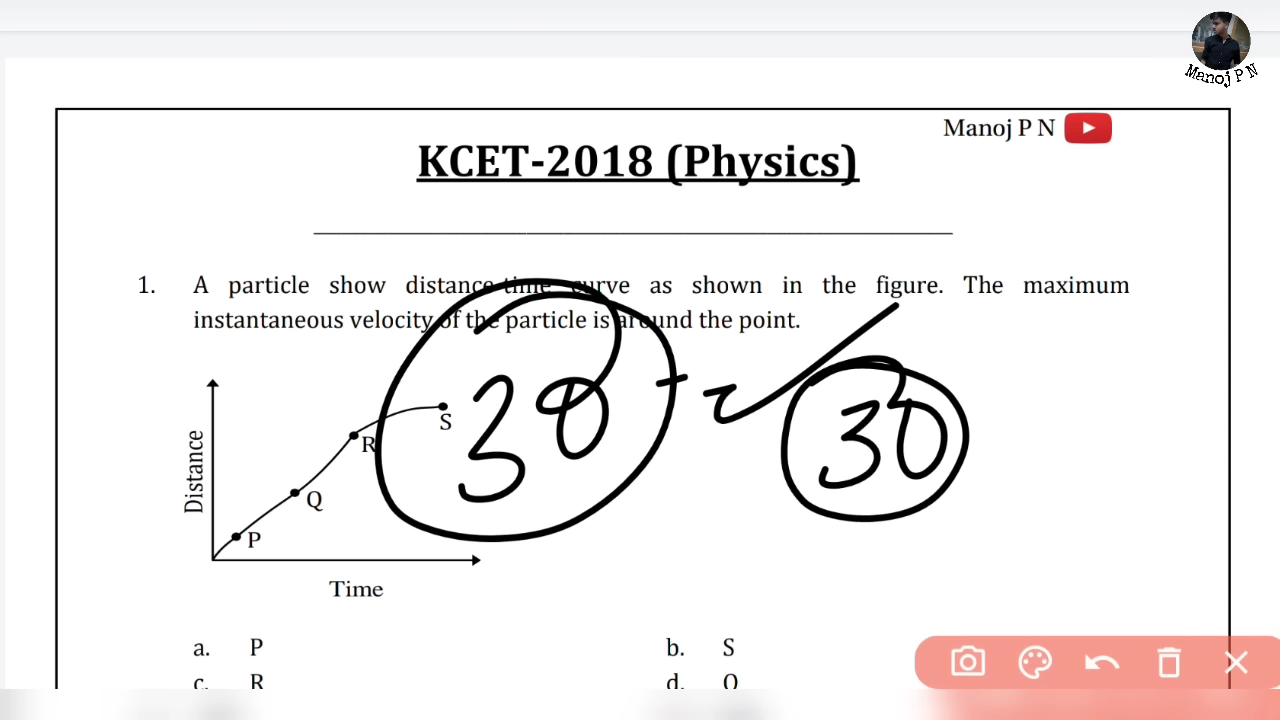 Manoj P N
Manoj P N
KCET-2018 (Physics)
1. A particle show distance-time curve as shown in the figure. The maximum
instantaneous velocity of the particle is around the point.
Distance
P
Q
R
S
Time
30
30
a. P b. S
c. R d. Q